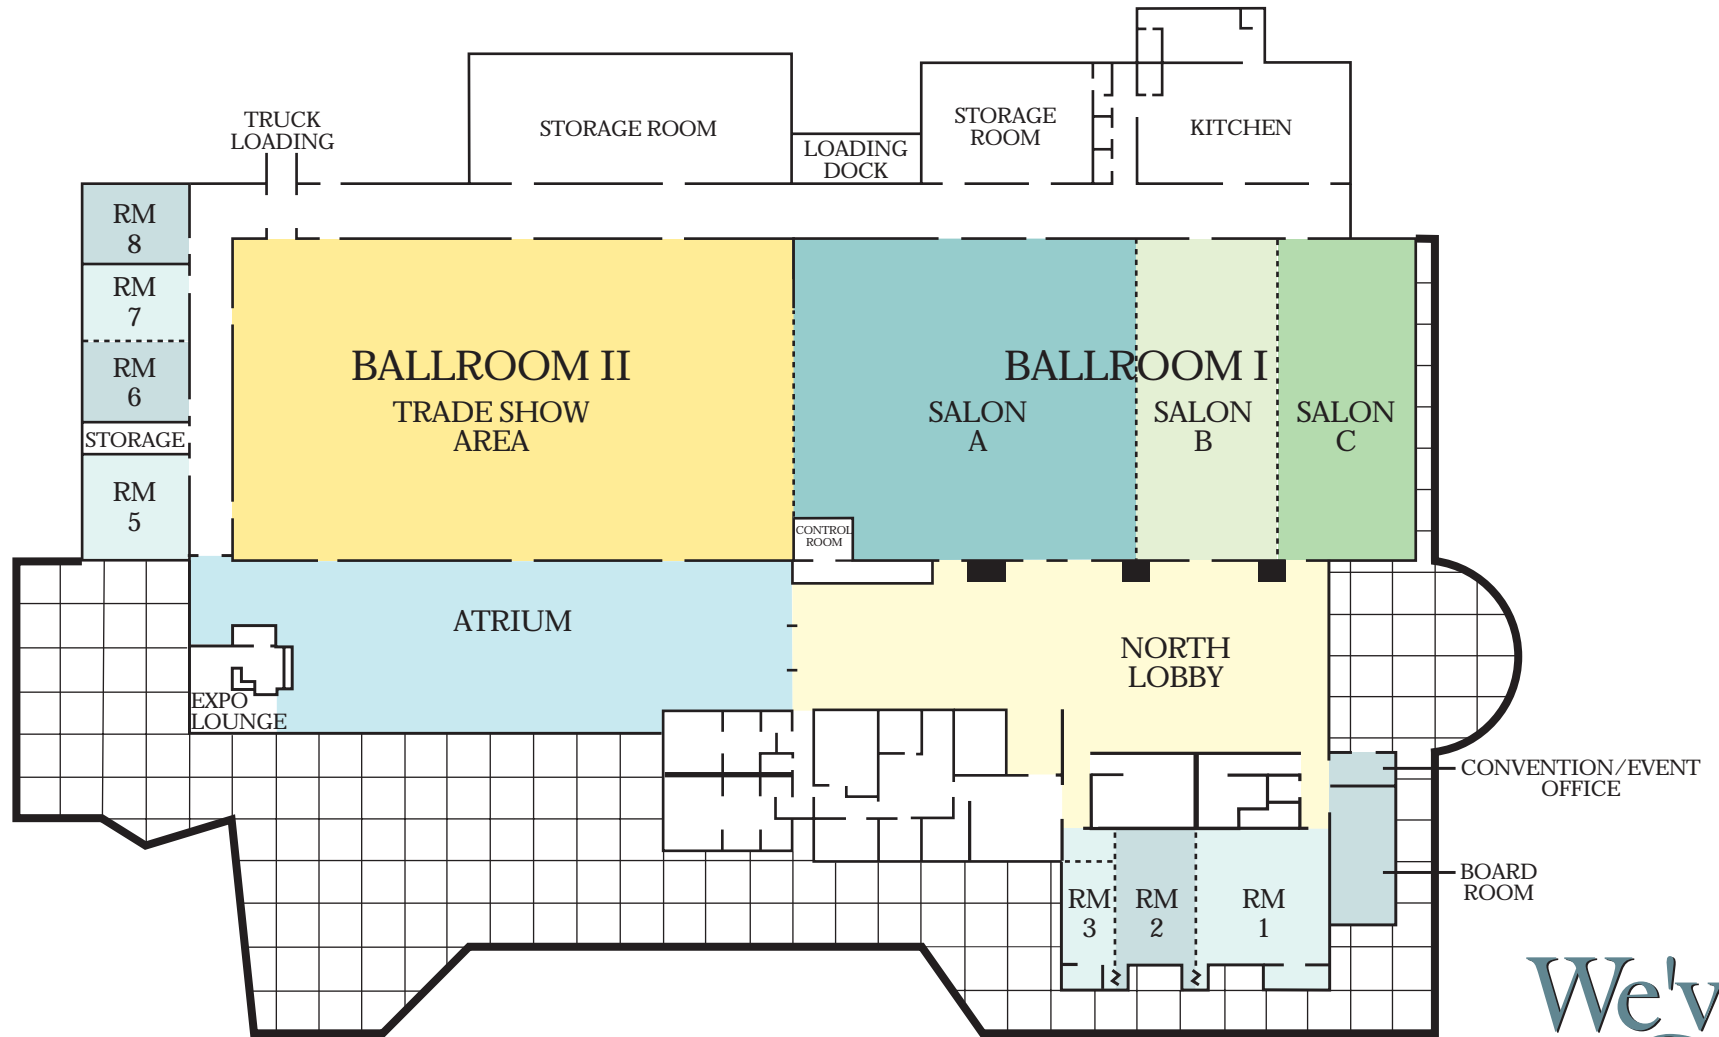 TRUCK
LOADING
STORAGE ROOM
LOADING
DOCK
STORAGE
ROOM
KITCHEN
RM
8
RM
7
RM
6
STORAGE
RM
5
BALLROOM II
TRADE SHOW
AREA
BALLROOM I
SALON
A
SALON
B
SALON
C
CONTROL
ROOM
ATRIUM
NORTH
LOBBY
EXPO
LOUNGE
CONVENTION/EVENT
OFFICE
BOARD
ROOM
RM
3
RM
2
RM
1
We'v